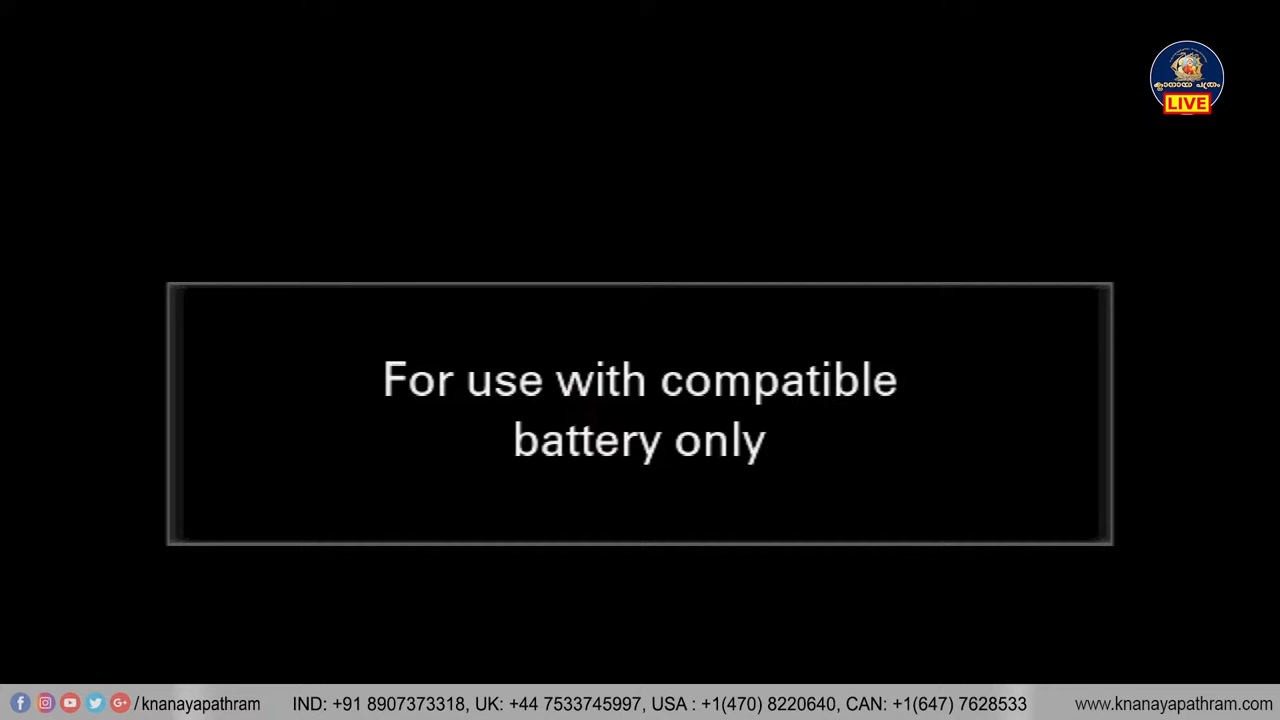 ക്നാനായ പത്രം
LIVE
For use with compatible
battery only
/knanayapathram
IND: +91 8907373318, UK: +44 7533745997, USA : +1(470) 8220640, CAN: +1(647) 7628533
www.knanayapathram.com